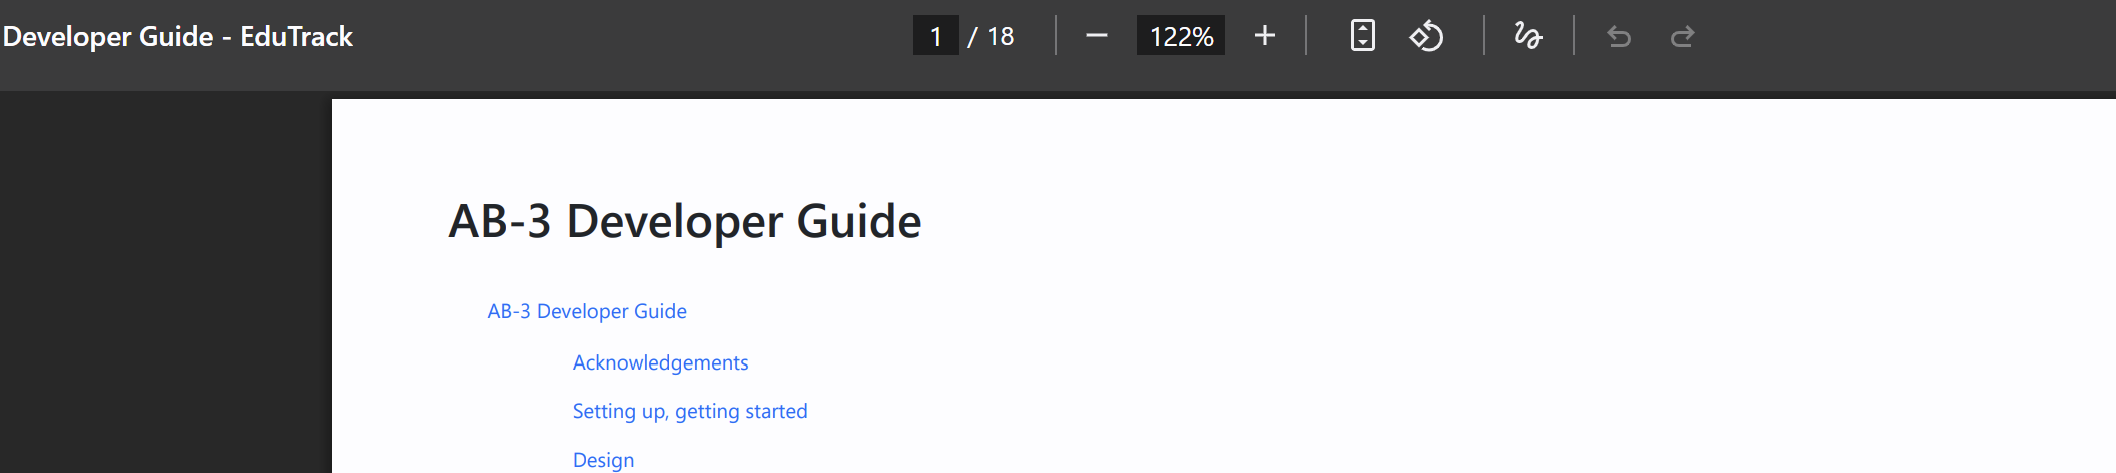 Developer Guide - EduTrack
1 / 18
122%
AB-3 Developer Guide
AB-3 Developer Guide
Acknowledgements
Setting up, getting started
Design